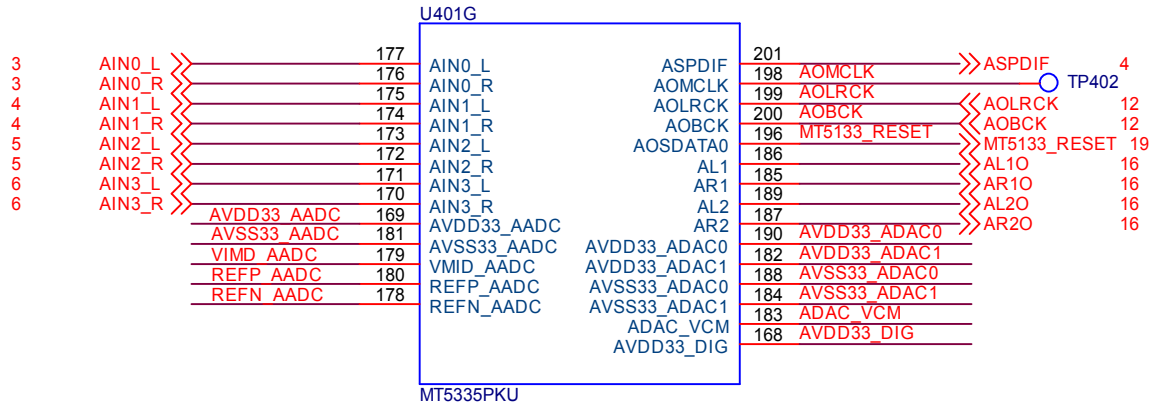 U401G
3 AIN0_L 177 AIN0_L ASPDIF 201 ASPDIF 4
3 AIN0_R 176 AIN0_R AOMCLK 198 AOMCLK TP402
4 AIN1_L 175 AIN1_L AOLRCK 199 AOLRCK AOLRCK 12
4 AIN1_R 174 AIN1_R AOBCK 200 AOBCK AOBCK 12
5 AIN2_L 173 AIN2_L AOSDATA0 196 MT5133_RESET MT5133_RESET 19
5 AIN2_R 172 AIN2_R AL1 186 AL1O 16
6 AIN3_L 171 AIN3_L AR1 185 AR1O 16
6 AIN3_R 170 AIN3_R AL2 189 AL2O 16
AVDD33_AADC 169 AVDD33_AADC AR2 187 AR2O 16
AVSS33_AADC 181 AVSS33_AADC AVDD33_ADAC0 190 AVDD33_ADAC0
VIMD_AADC 179 VMID_AADC AVDD33_ADAC1 182 AVDD33_ADAC1
REFP_AADC 180 REFP_AADC AVSS33_ADAC0 188 AVSS33_ADAC0
REFN_AADC 178 REFN_AADC AVSS33_ADAC1 184 AVSS33_ADAC1
ADAC_VCM 183 ADAC_VCM
AVDD33_DIG 168 AVDD33_DIG
MT5335PKU